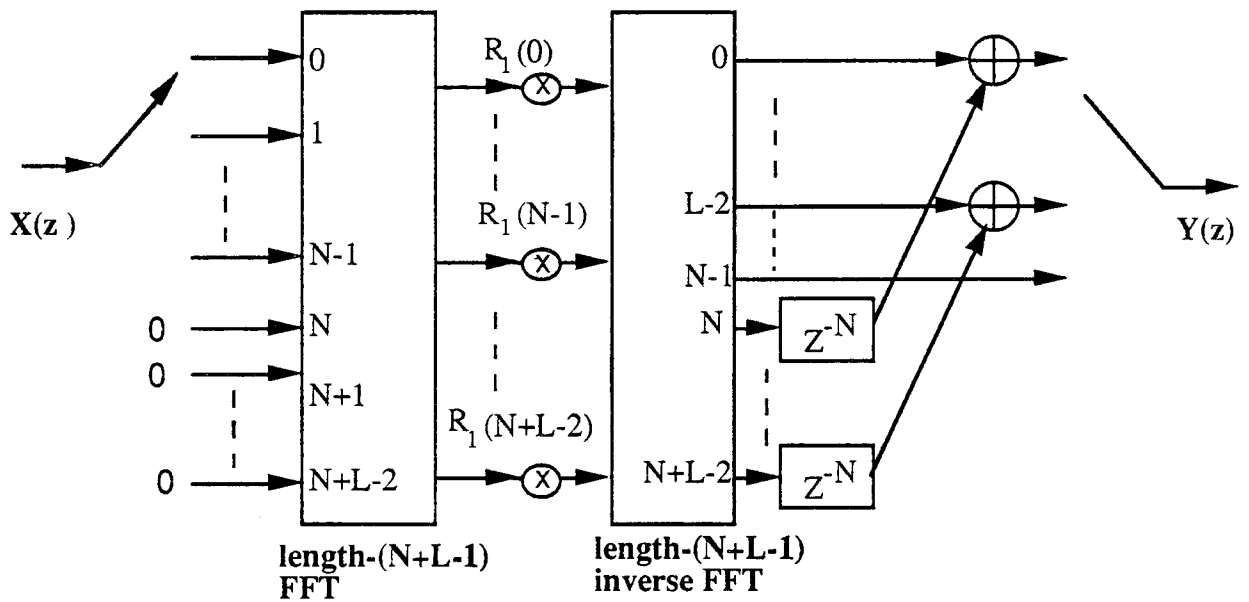 X(z )
0
1
N-1
0
N
0
N+1
0
N+L-2
length-(N+L-1)
FFT
R1(0)
X
R1(N-1)
X
R1(N+L-2)
X
0
L-2
N-1
N
N+L-2
length-(N+L-1)
inverse FFT
Z-N
Z-N
Y(z)